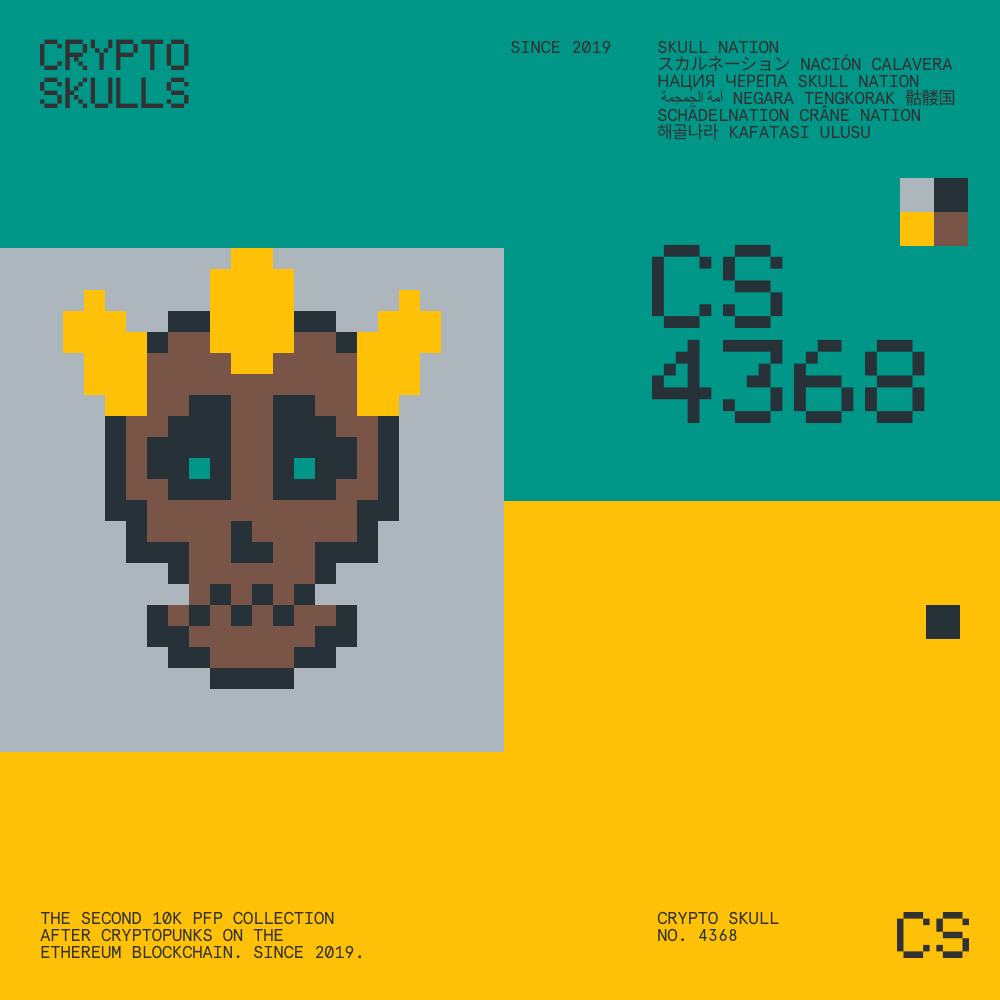 CRYPTO
SKULLS
SINCE 2019
SKULL NATION
スカルネーション NACIÓN CALAVERA
НАЦИЯ ЧЕРЕПА SKULL NATION
أمة الجمجمة NEGARA TENGKORAK 骷髅国
SCHÄDELNATION CRÂNE NATION
해골나라 KAFATASI ULUSU
CS
4368
THE SECOND 10K PFP COLLECTION
AFTER CRYPTOPUNKS ON THE
ETHEREUM BLOCKCHAIN. SINCE 2019.
CRYPTO SKULL
NO. 4368
CS